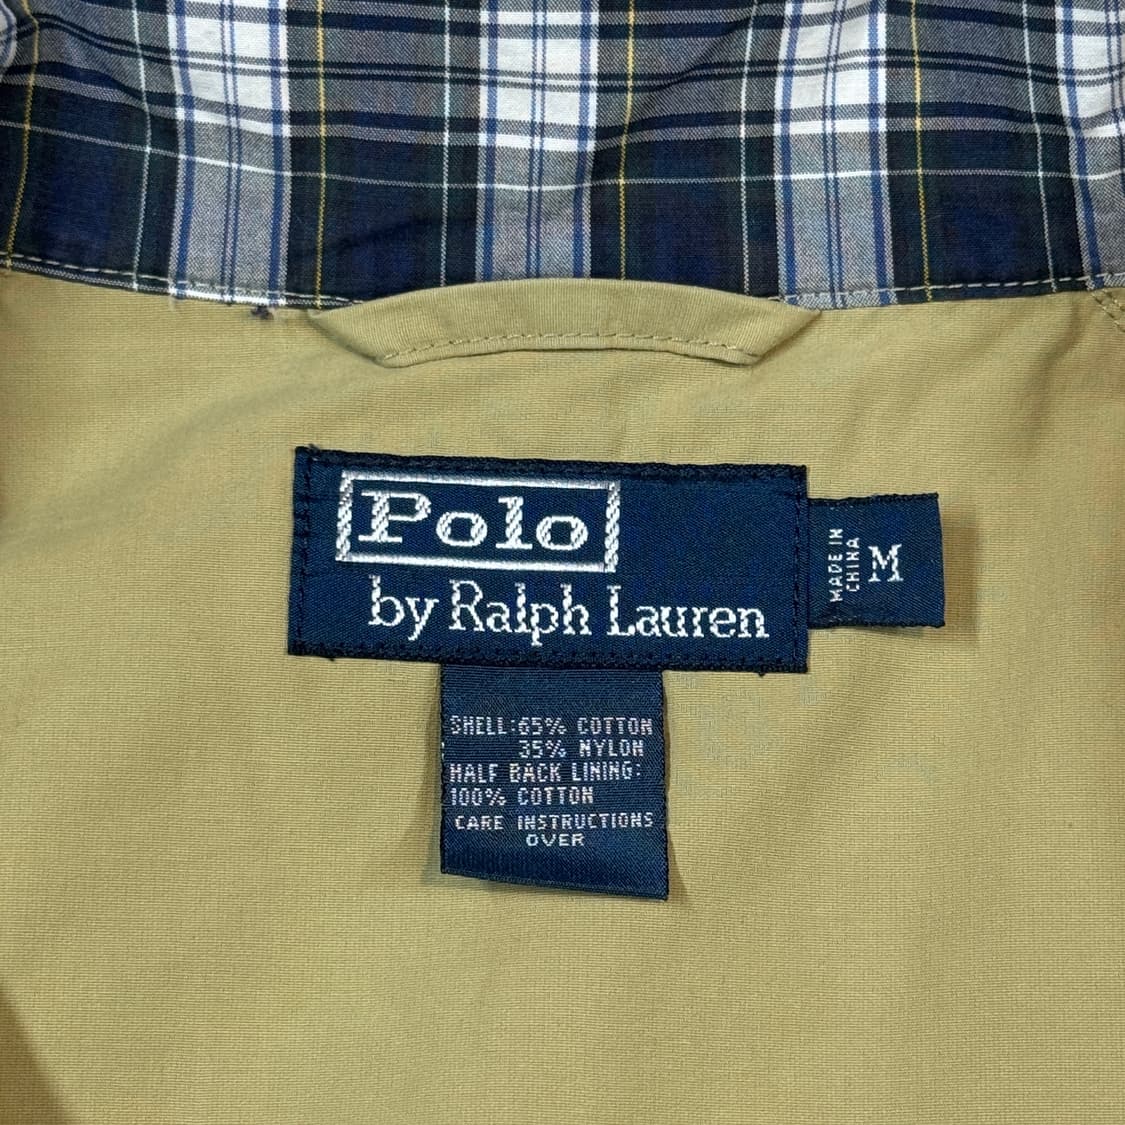 Polo
by Ralph Lauren
MADE IN
CHINA
M
SHELL:65% COTTON
35% NYLON
HALF BACK LINING:
100% COTTON
CARE INSTRUCTIONS
OVER